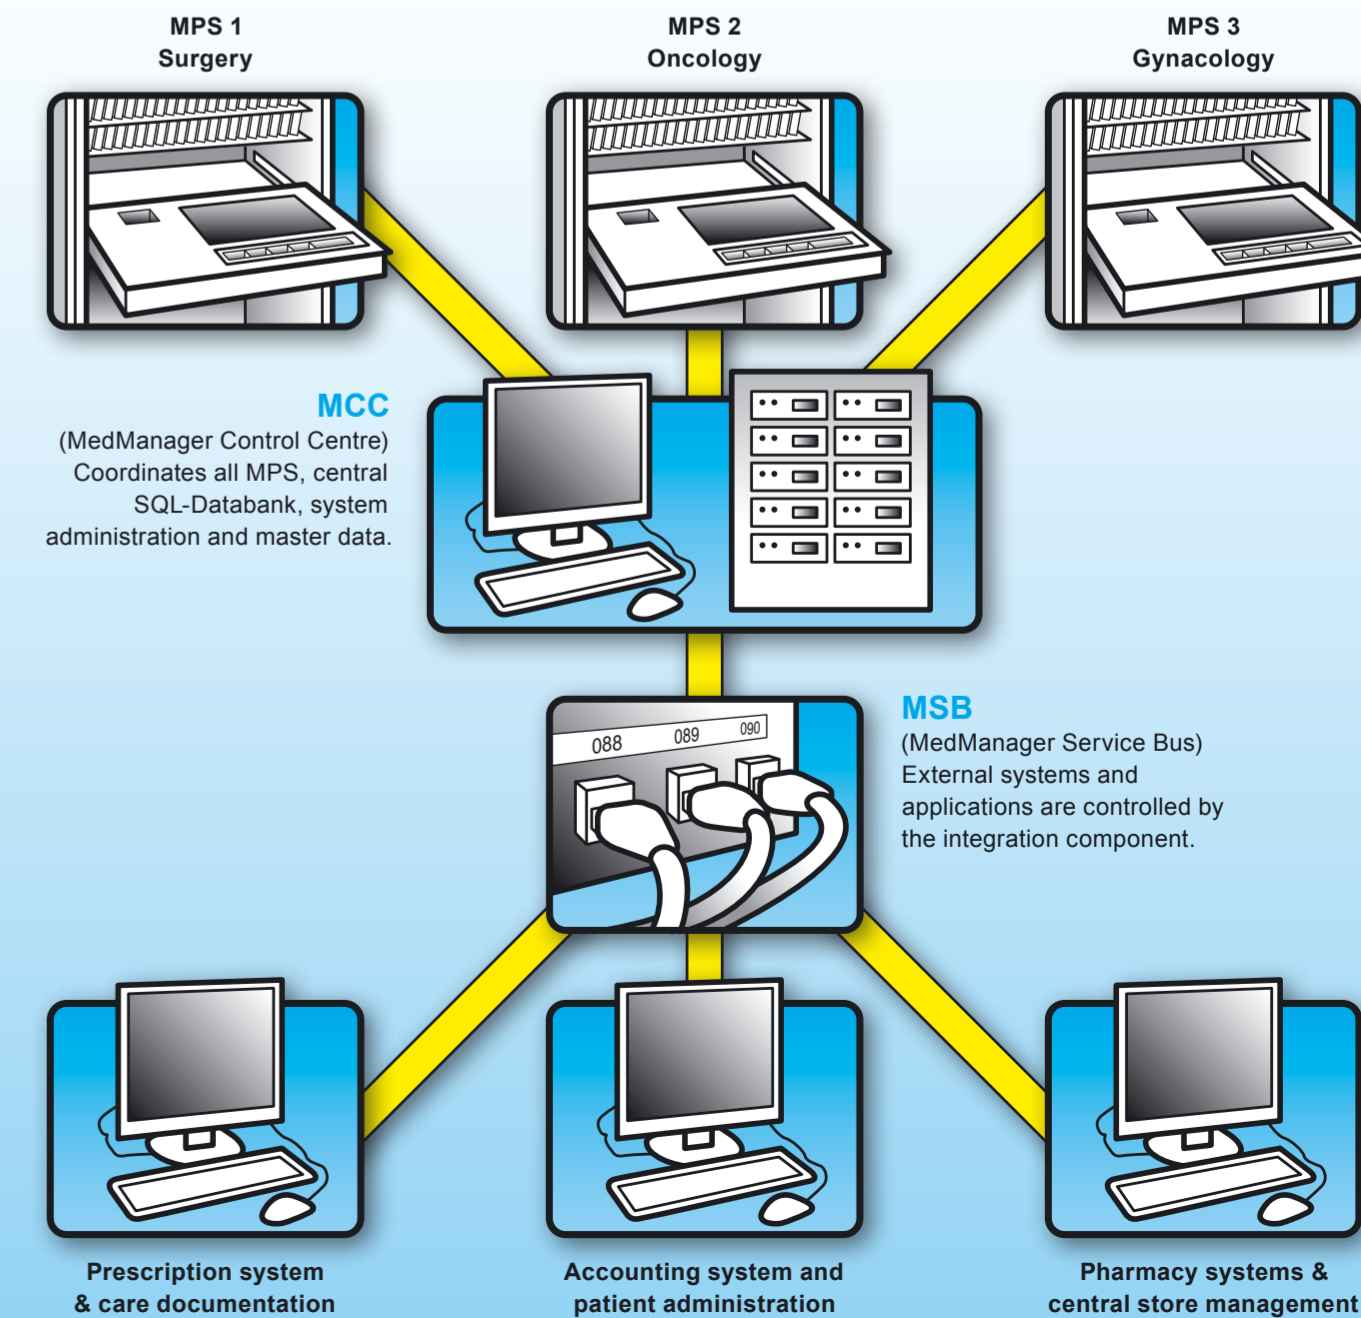 MPS 1
Surgery
MPS 2
Oncology
MPS 3
Gynacology
MCC
(MedManager Control Centre)
Coordinates all MPS, central
SQL-Databank, system
administration and master data.
088
089
090
MSB
(MedManager Service Bus)
External systems and
applications are controlled by
the integration component.
Prescription system
& care documentation
Accounting system and
patient administration
Pharmacy systems &
central store management